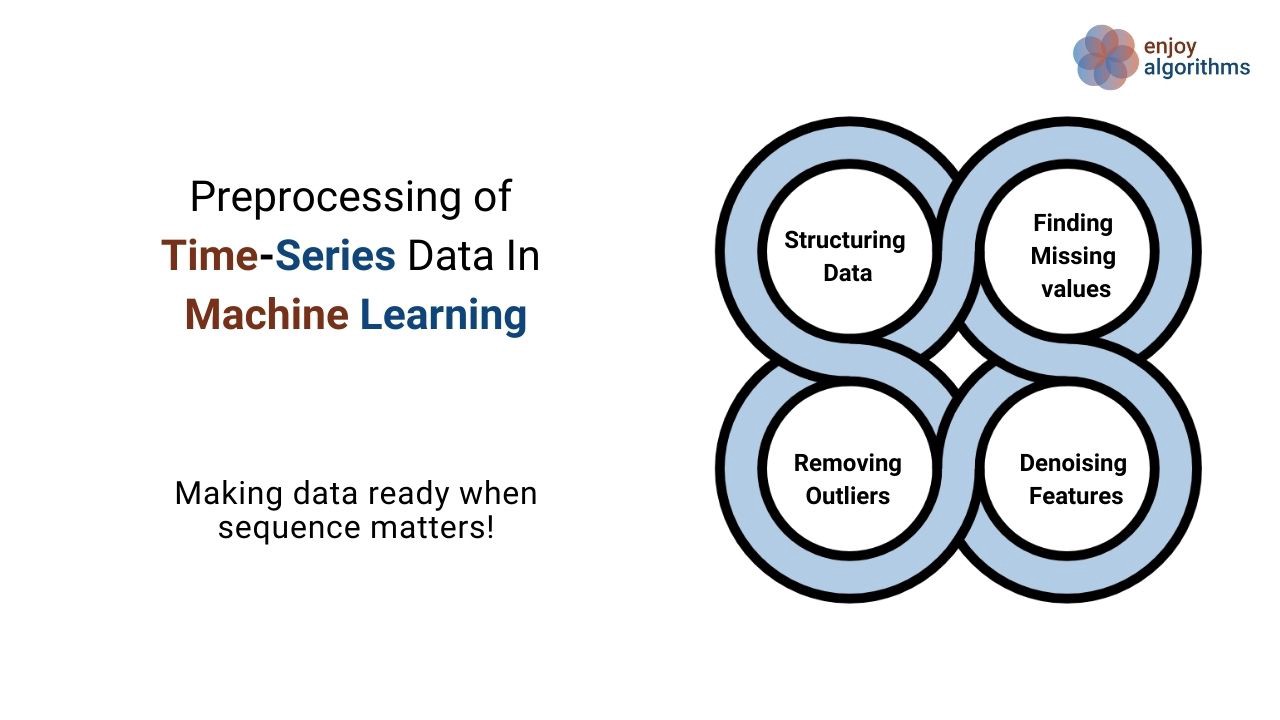 enjoy
algorithms
Preprocessing of
Time-Series Data In
Machine Learning
Making data ready when
sequence matters!
Structuring
Data
Finding
Missing
values
Removing
Outliers
Denoising
Features